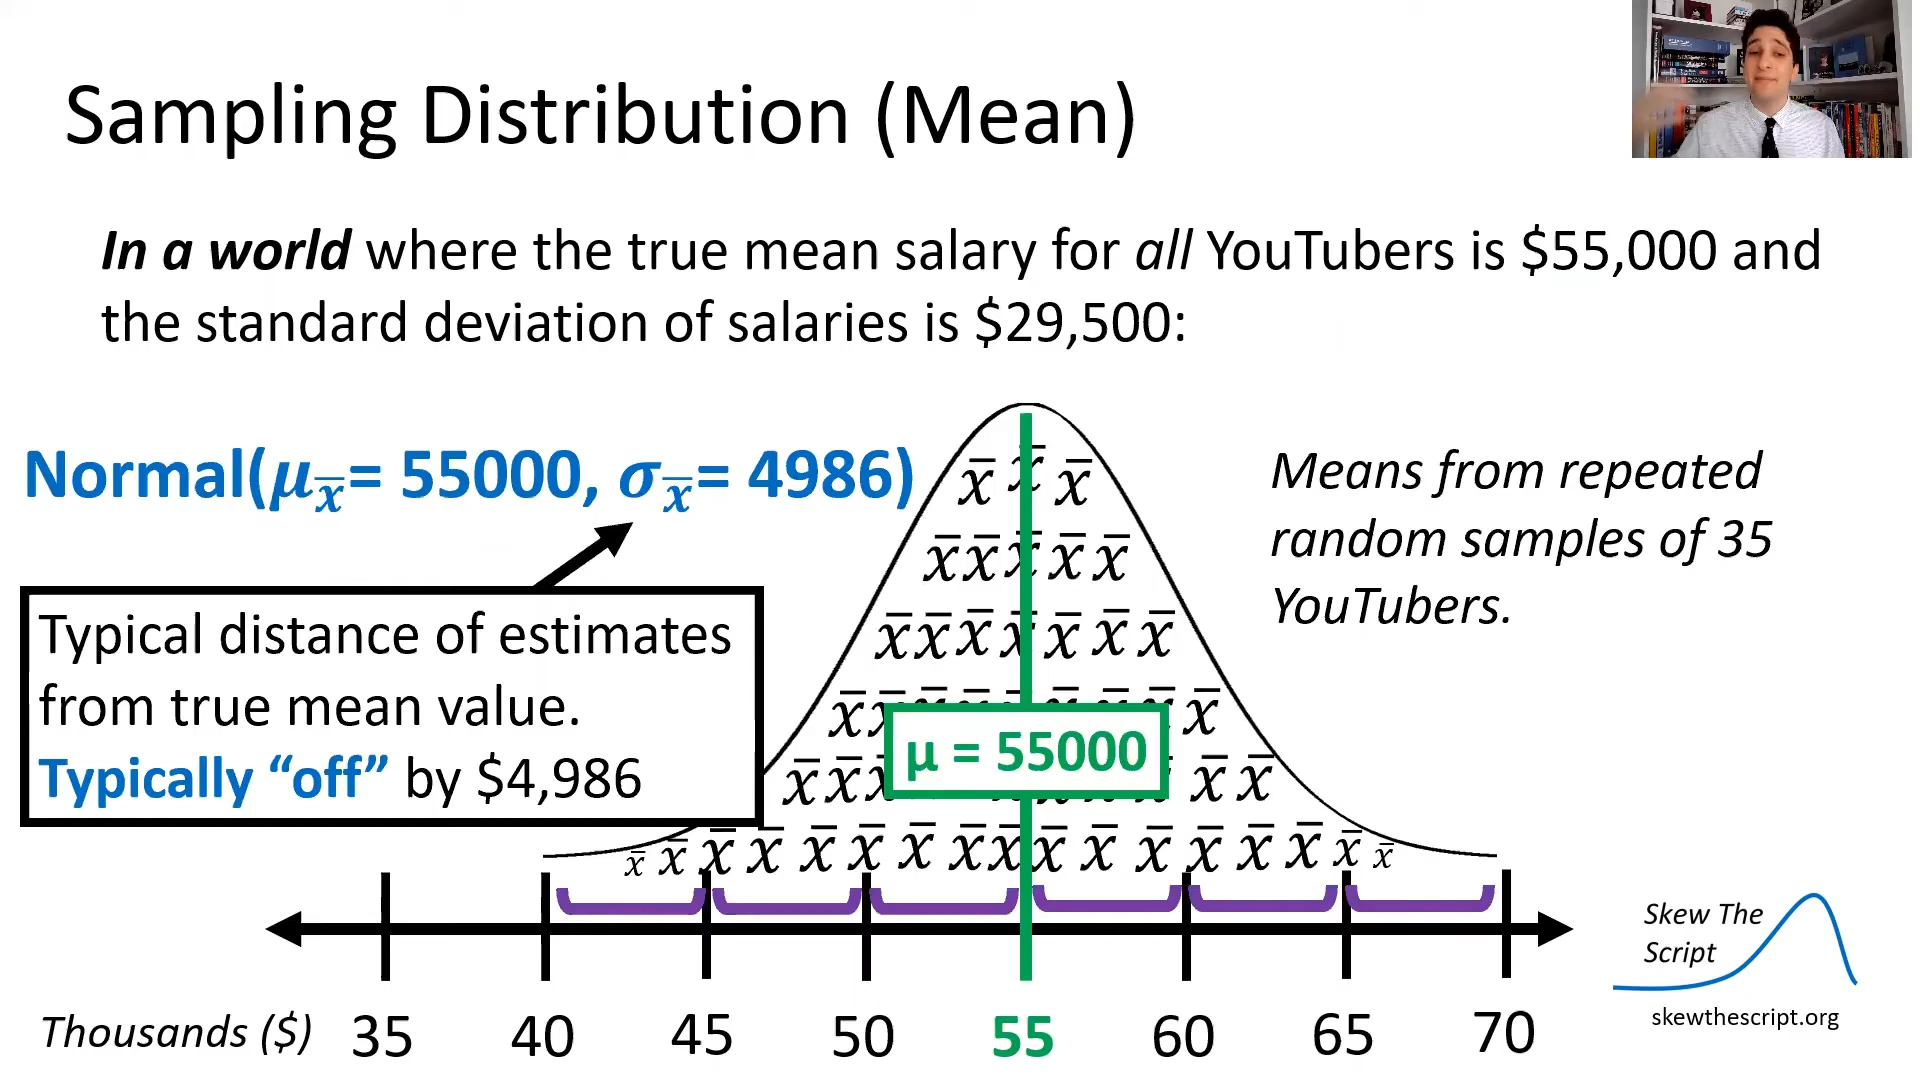 Sampling Distribution (Mean)
In a world where the true mean salary for all YouTubers is $55,000 and
the standard deviation of salaries is $29,500:
Normal(μx̅= 55000, σx̅= 4986)
Typical distance of estimates
from true mean value.
Typically “off” by $4,986
Means from repeated
random samples of 35
YouTubers.
x̅ x̅ x̅
x̅ x̅ x̅ x̅ x̅
x̅ x̅ x̅ x̅ x̅ x̅ x̅
x̅ x̅ x̅ x̅ x̅ x̅ x̅ x̅ x̅
μ = 55000
x̅ x̅ x̅ x̅ x̅
x̅ x̅ x̅ x̅ x̅ x̅ x̅ x̅ x̅ x̅ x̅ x̅ x̅ x̅ x̅ x̅ x̅
Thousands ($) 35 40 45 50 55 60 65 70
Skew The
Script
skewthescript.org